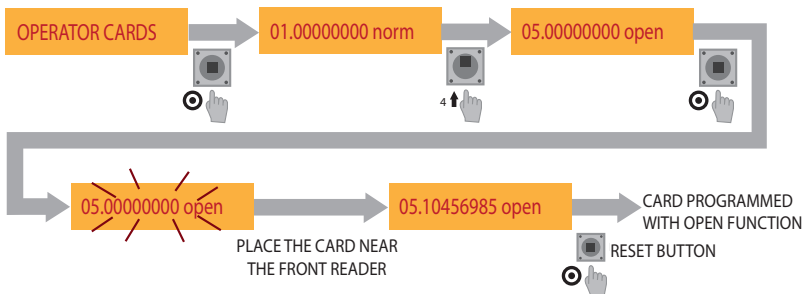 OPERATOR CARDS
01.00000000 norm
05.00000000 open
4
05.00000000 open
05.10456985 open
CARD PROGRAMMED
WITH OPEN FUNCTION
PLACE THE CARD NEAR
THE FRONT READER
RESET BUTTON